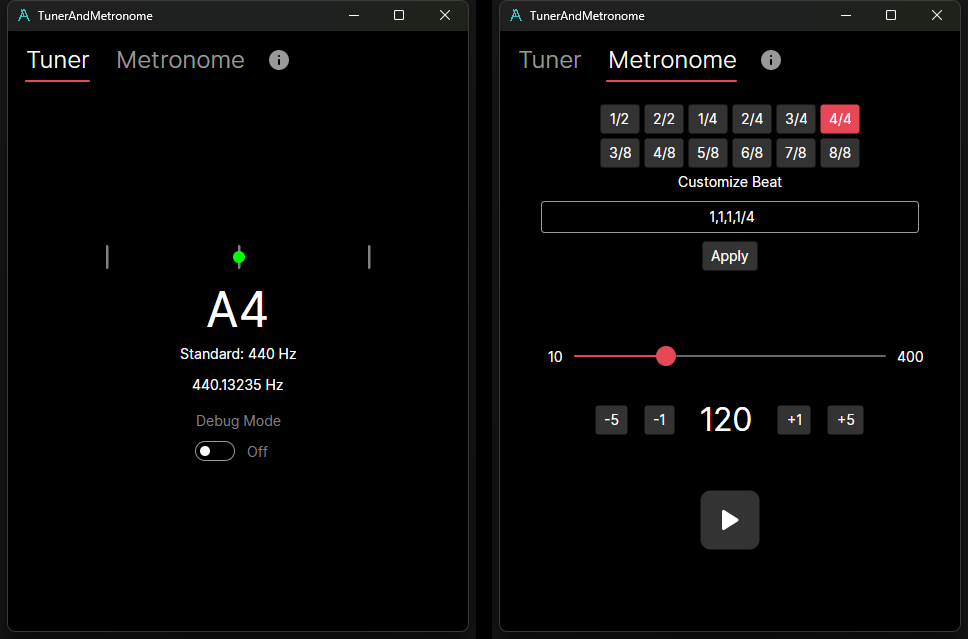 TunerAndMetronome
Tuner Metronome
A4
Standard: 440 Hz
440.13235 Hz
Debug Mode
Off
TunerAndMetronome
Tuner Metronome
1/2 2/2 1/4 2/4 3/4 4/4
3/8 4/8 5/8 6/8 7/8 8/8
Customize Beat
1,1,1,1/4
Apply
10 400
-5 -1 120 +1 +5